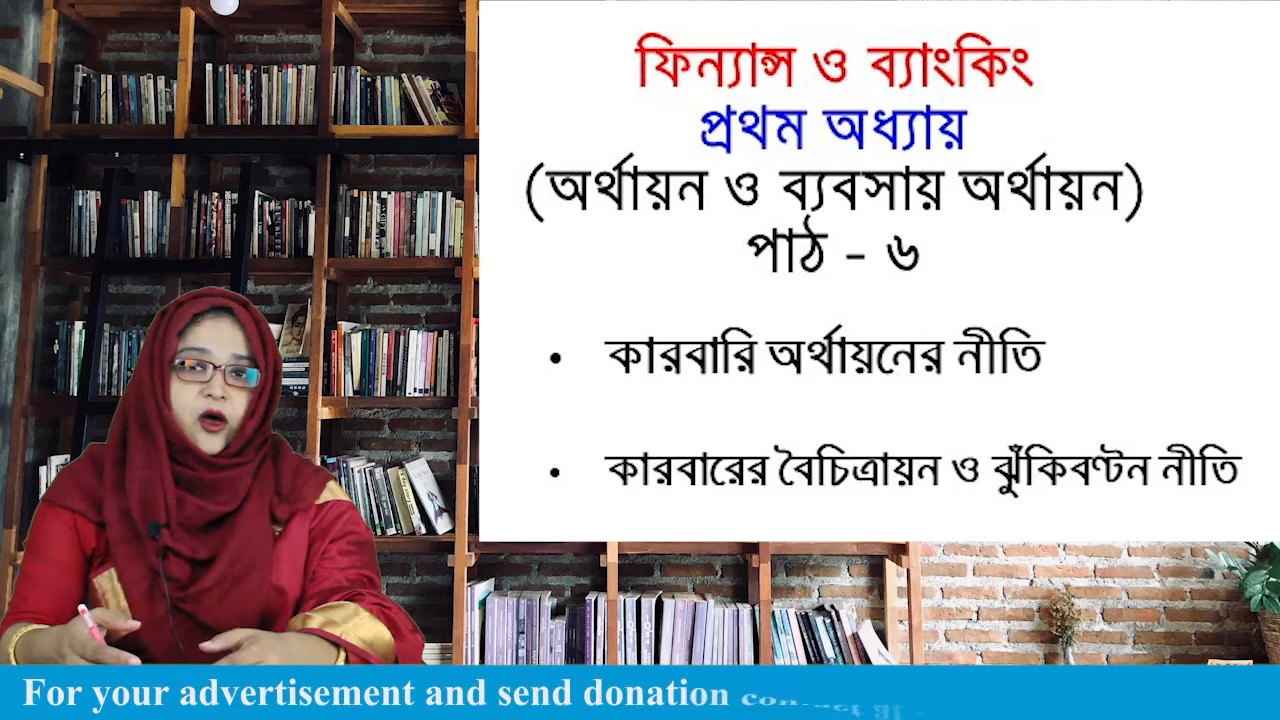 ফিন্যান্স ও ব্যাংকিং
প্রথম অধ্যায়
(অর্থায়ন ও ব্যবসায় অর্থায়ন)
পাঠ - ৬
• কারবারি অর্থায়নের নীতি
• কারবারের বৈচিত্রায়ন ও ঝুঁকিবণ্টন নীতি
For your advertisement and send donation